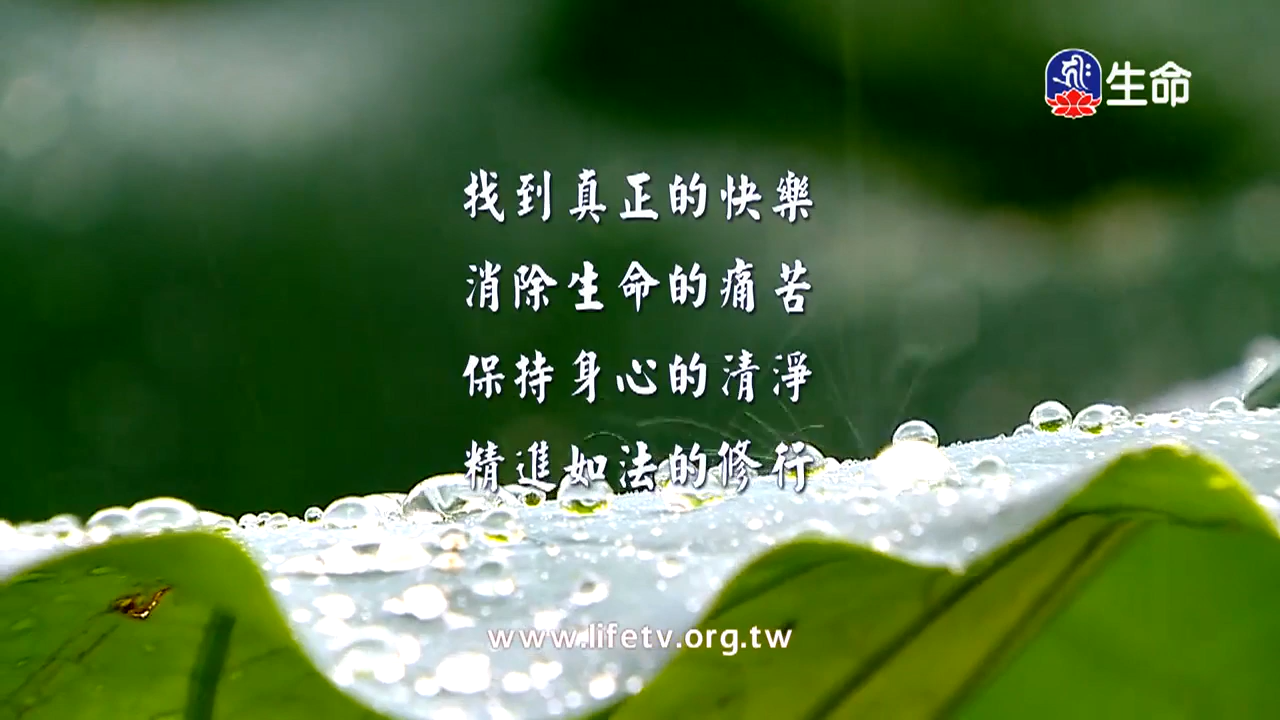 生命
找到真正的快樂
消除生命的痛苦
保持身心的清淨
精進如法的修行
www.lifetv.org.tw